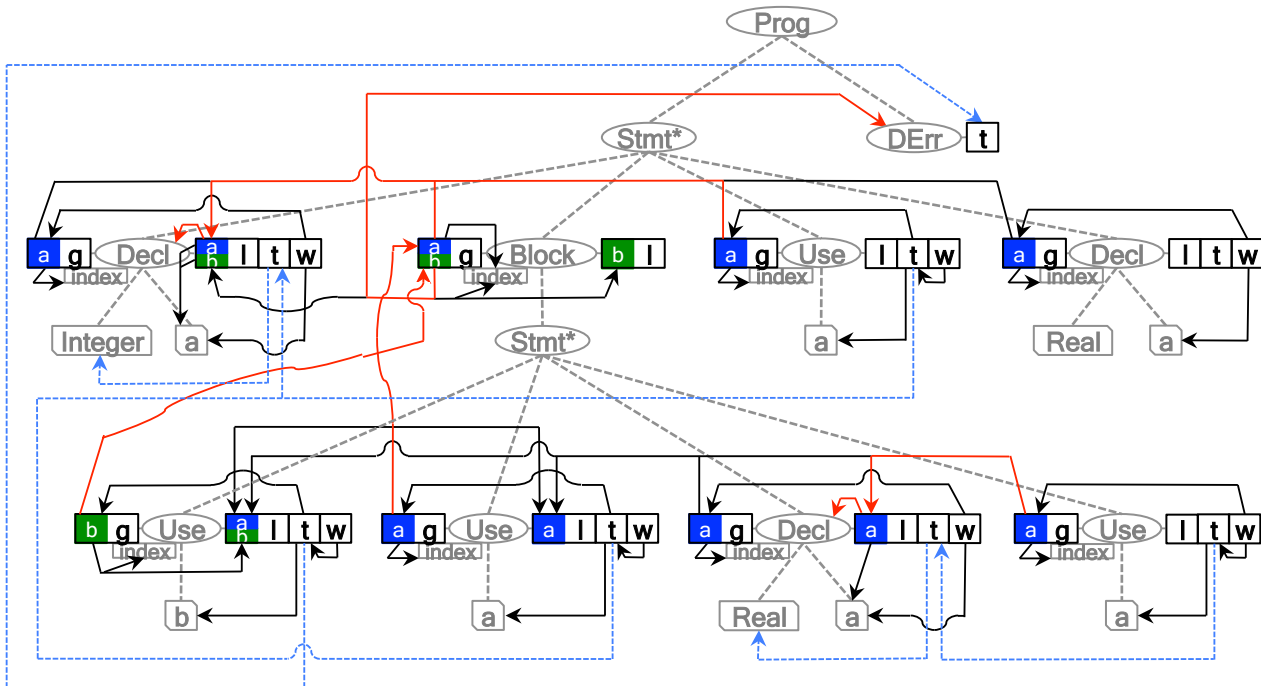 Prog
Stmt* DErr t
a g Decl a b l t w a b g Block b l a g Use l t w a g Decl l t w
index index index index
Integer a Stmt* a Real a
b g Use a b l t w a g Use a l t w a g Decl a l t w a g Use l t w
index index index index
b a Real a a